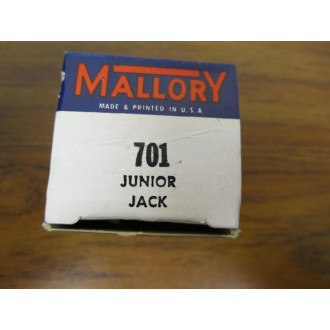 MALLORY
MADE & PRINTED IN U.S.A
701
JUNIOR
JACK